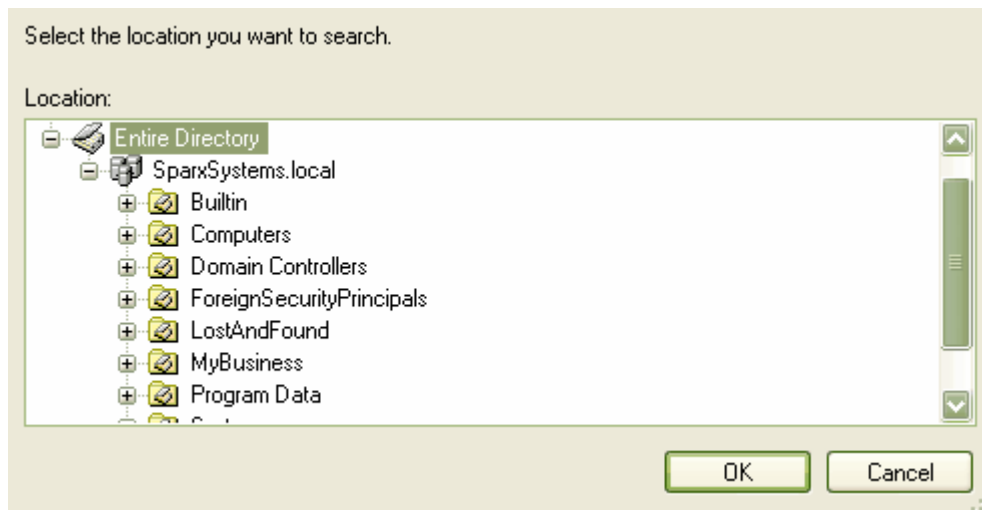 Select the location you want to search.
Location:
Entire Directory
SparxSystems.local
Builtin
Computers
Domain Controllers
ForeignSecurityPrincipals
LostAndFound
MyBusiness
Program Data
OK
Cancel